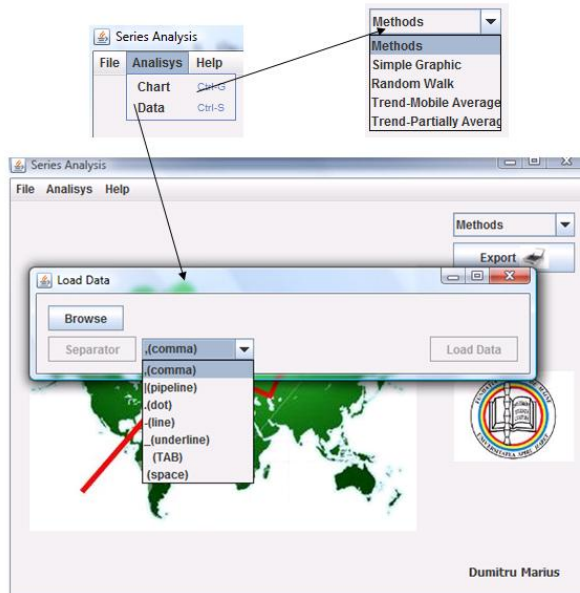 Methods
Methods
Simple Graphic
Random Walk
Trend-Mobile Average
Trend-Partially Averag
Series Analysis
File Analisys Help
Chart Ctrl-G
Data Ctrl-S
Series Analysis
File Analisys Help
Methods
Export
Load Data
Browse
Separator ,(comma) Load Data
,(comma)
|(pipeline)
.(dot)
-(line)
_(underline)
(TAB)
(space)
Dumitru Marius